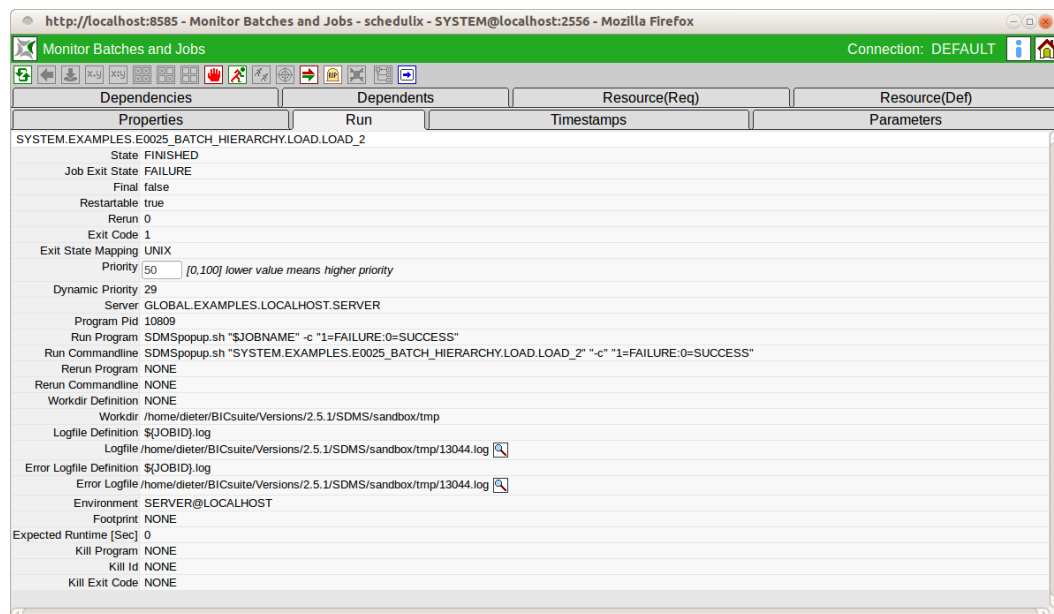 http://localhost:8585 - Monitor Batches and Jobs - schedulix - SYSTEM@localhost:2556 - Mozilla Firefox
Monitor Batches and Jobs Connection: DEFAULT i
x+y x=y RIP
Dependencies Dependents Resource(Req) Resource(Def)
Properties Run Timestamps Parameters
SYSTEM.EXAMPLES.E0025_BATCH_HIERARCHY.LOAD.LOAD_2
State FINISHED
Job Exit State FAILURE
Final false
Restartable true
Rerun 0
Exit Code 1
Exit State Mapping UNIX
Priority 50 [0,100] lower value means higher priority
Dynamic Priority 29
Server GLOBAL.EXAMPLES.LOCALHOST.SERVER
Program Pid 10809
Run Program SDMSpopup.sh "$JOBNAME" -c "1=FAILURE:0=SUCCESS"
Run Commandline SDMSpopup.sh "SYSTEM.EXAMPLES.E0025_BATCH_HIERARCHY.LOAD.LOAD_2" "-c" "1=FAILURE:0=SUCCESS"
Rerun Program NONE
Rerun Commandline NONE
Workdir Definition NONE
Workdir /home/dieter/BICsuite/Versions/2.5.1/SDMS/sandbox/tmp
Logfile Definition ${JOBID}.log
Logfile /home/dieter/BICsuite/Versions/2.5.1/SDMS/sandbox/tmp/13044.log
Error Logfile Definition ${JOBID}.log
Error Logfile /home/dieter/BICsuite/Versions/2.5.1/SDMS/sandbox/tmp/13044.log
Environment SERVER@LOCALHOST
Footprint NONE
Expected Runtime [Sec] 0
Kill Program NONE
Kill Id NONE
Kill Exit Code NONE